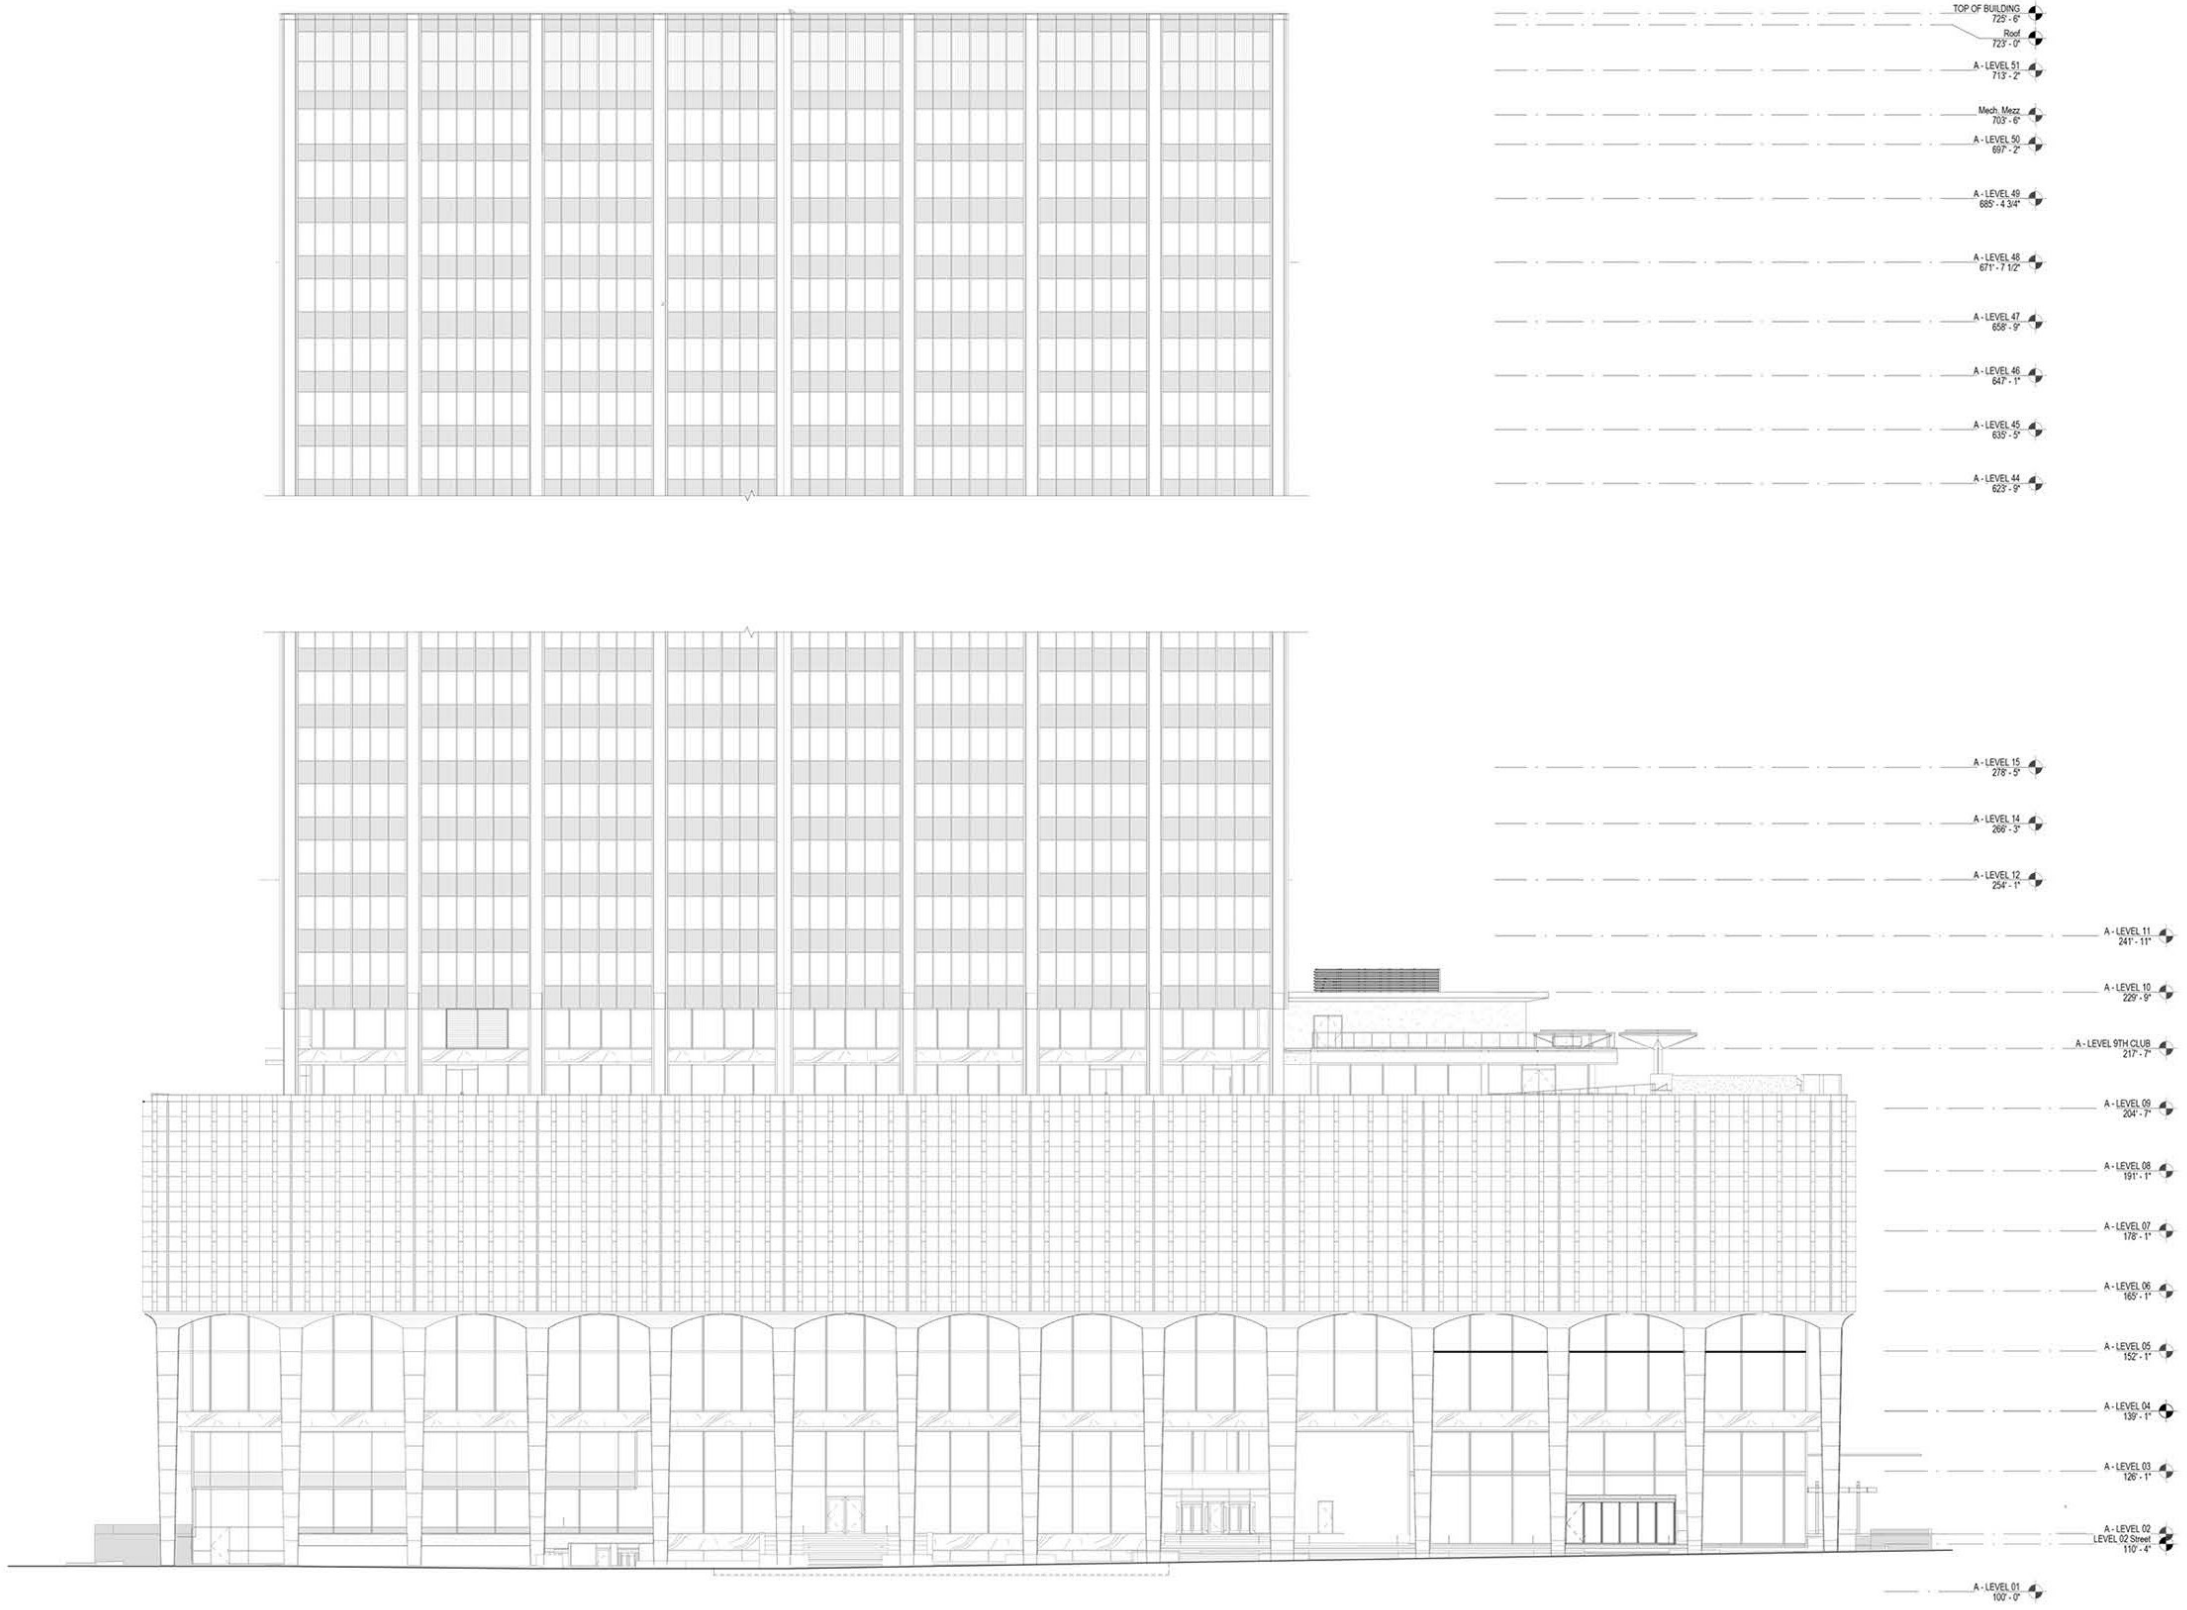 TOP OF BUILDING
725' - 6"
Roof
723' - 0"
A - LEVEL 51
713' - 2"
Mech. Mezz
703' - 6"
A - LEVEL 50
697' - 2"
A - LEVEL 49
685' - 4 3/4"
A - LEVEL 48
671' - 7 1/2"
A - LEVEL 47
658' - 9"
A - LEVEL 46
647' - 1"
A - LEVEL 45
635' - 5"
A - LEVEL 44
623' - 9"
A - LEVEL 15
278' - 5"
A - LEVEL 14
266' - 3"
A - LEVEL 12
254' - 1"
A - LEVEL 11
241' - 11"
A - LEVEL 10
229' - 9"
A - LEVEL 9TH CLUB
217' - 7"
A - LEVEL 09
204' - 7"
A - LEVEL 08
191' - 1"
A - LEVEL 07
178' - 1"
A - LEVEL 06
165' - 1"
A - LEVEL 05
152' - 1"
A - LEVEL 04
139' - 1"
A - LEVEL 03
126' - 1"
A - LEVEL 02
LEVEL 02 Street
110' - 4"
A - LEVEL 01
100' - 0"